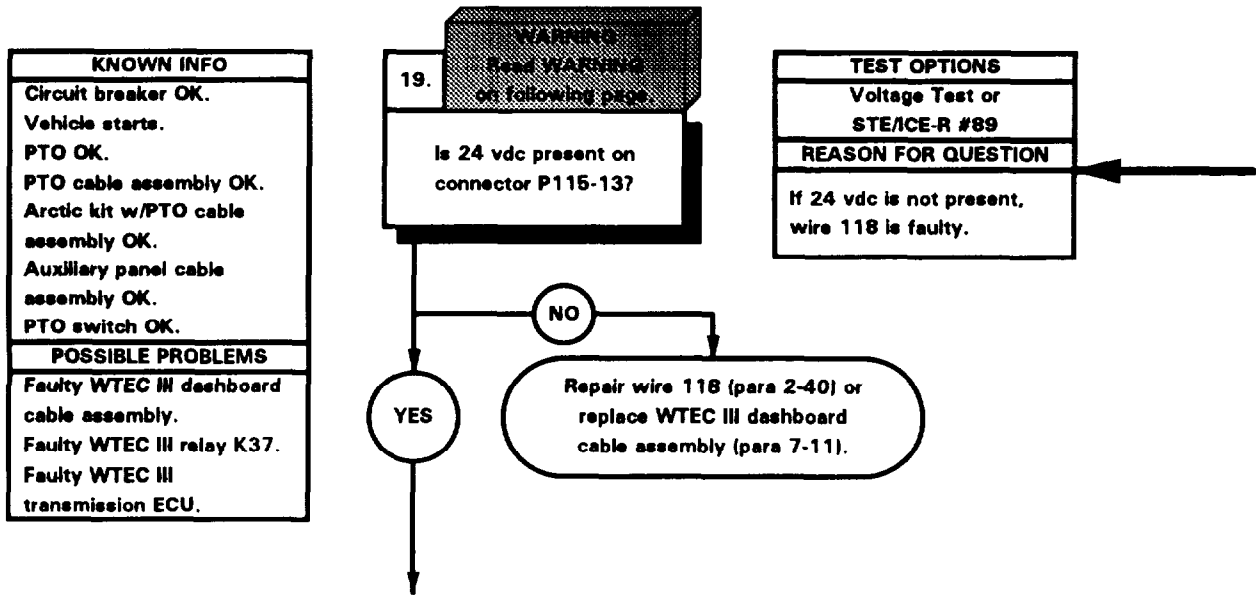 KNOWN INFO
Circuit breaker OK.
Vehicle starts.
PTO OK.
PTO cable assembly OK.
Arctic kit w/PTO cable
assembly OK.
Auxiliary panel cable
assembly OK.
PTO switch OK.
POSSIBLE PROBLEMS
Faulty WTEC III dashboard
cable assembly.
Faulty WTEC III relay K37.
Faulty WTEC III
transmission ECU.
WARNING
Read WARNING
on following page.
19.
Is 24 vdc present on
connector P115-13?
NO
YES
Repair wire 118 (para 2-40) or
replace WTEC III dashboard
cable assembly (para 7-11).
TEST OPTIONS
Voltage Test or
STE/ICE-R #89
REASON FOR QUESTION
If 24 vdc is not present,
wire 118 is faulty.